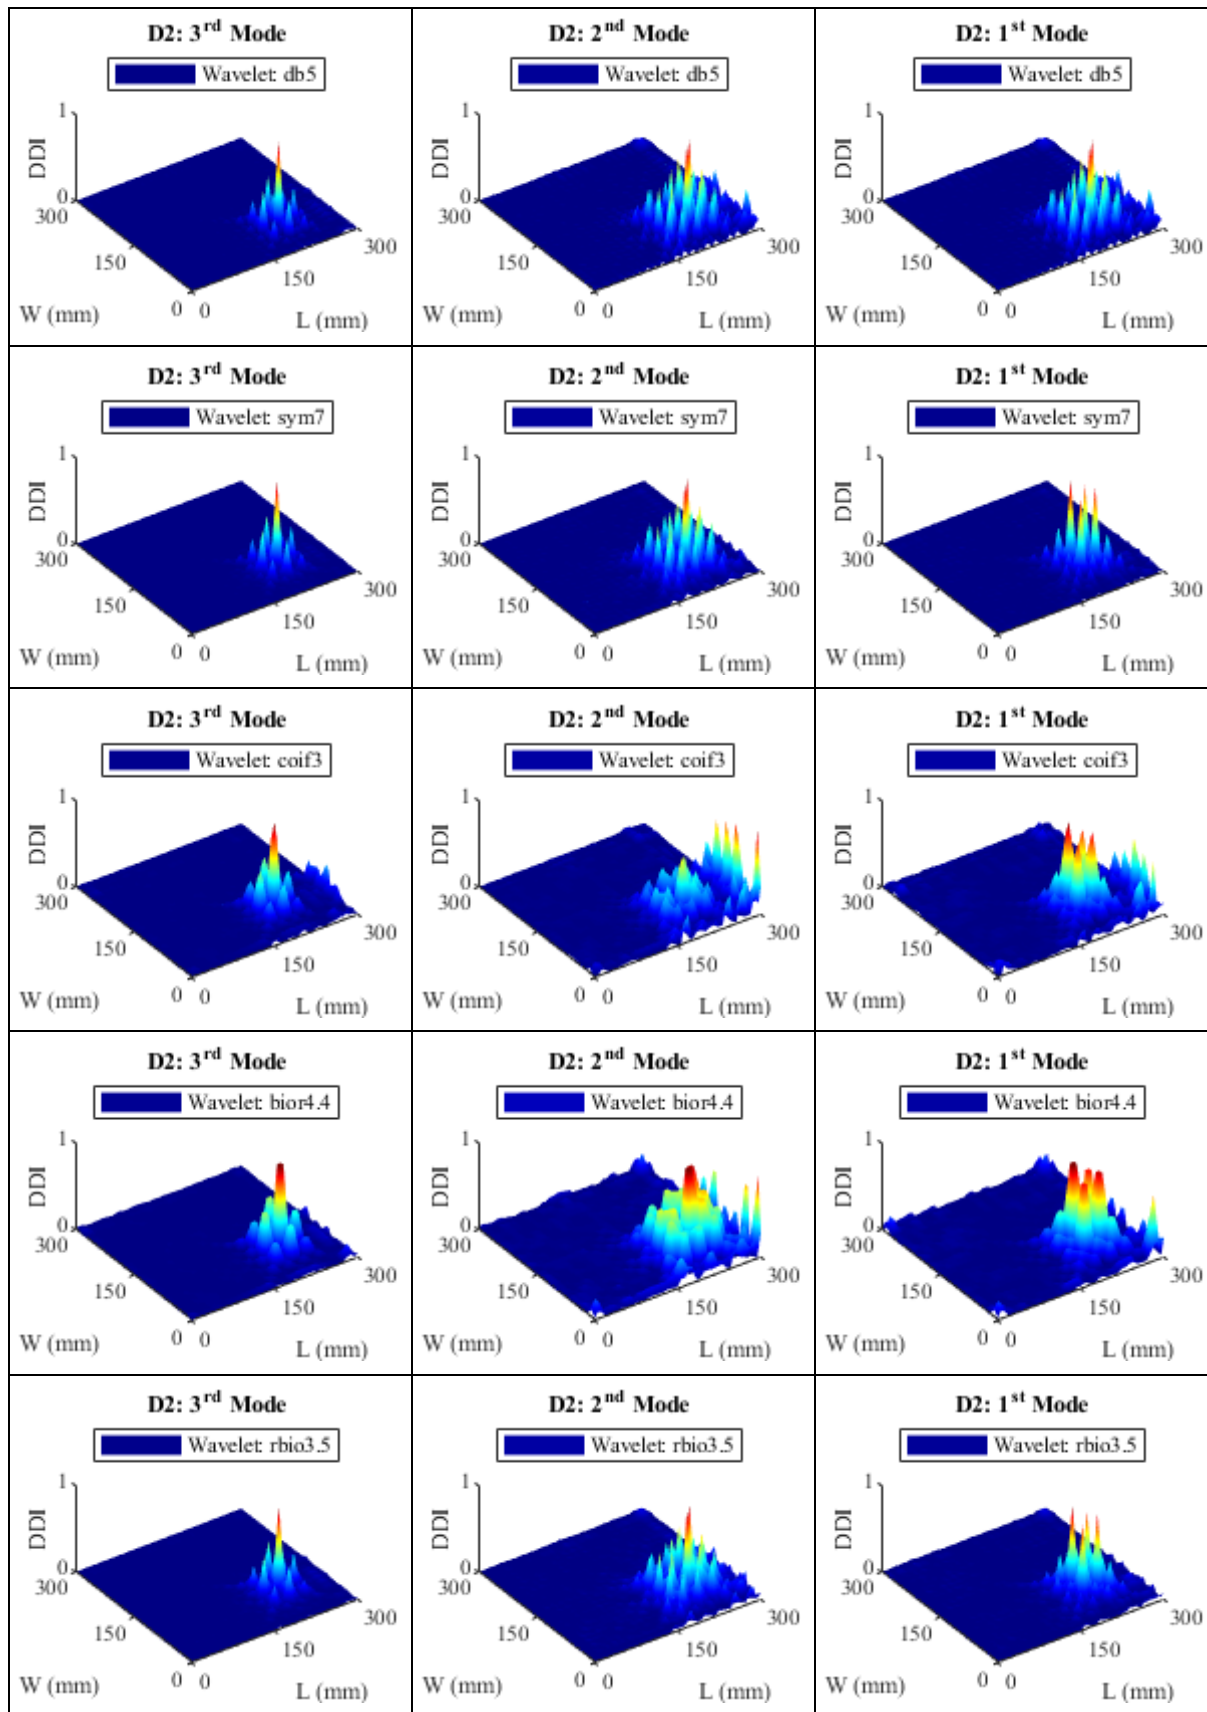 D2: 3rd Mode
Wavelet: db5
1
DDI
0
300
150
W (mm)
0 0
150
300
L (mm)
D2: 2nd Mode
Wavelet: db5
1
DDI
0
300
150
W (mm)
0 0
150
300
L (mm)
D2: 1st Mode
Wavelet: db5
1
DDI
0
300
150
W (mm)
0 0
150
300
L (mm)
D2: 3rd Mode
Wavelet: sym7
1
DDI
0
300
150
W (mm)
0 0
150
300
L (mm)
D2: 2nd Mode
Wavelet: sym7
1
DDI
0
300
150
W (mm)
0 0
150
300
L (mm)
D2: 1st Mode
Wavelet: sym7
1
DDI
0
300
150
W (mm)
0 0
150
300
L (mm)
D2: 3rd Mode
Wavelet: coif3
1
DDI
0
300
150
W (mm)
0 0
150
300
L (mm)
D2: 2nd Mode
Wavelet: coif3
1
DDI
0
300
150
W (mm)
0 0
150
300
L (mm)
D2: 1st Mode
Wavelet: coif3
1
DDI
0
300
150
W (mm)
0 0
150
300
L (mm)
D2: 3rd Mode
Wavelet: bior4.4
1
DDI
0
300
150
W (mm)
0 0
150
300
L (mm)
D2: 2nd Mode
Wavelet: bior4.4
1
DDI
0
300
150
W (mm)
0 0
150
300
L (mm)
D2: 1st Mode
Wavelet: bior4.4
1
DDI
0
300
150
W (mm)
0 0
150
300
L (mm)
D2: 3rd Mode
Wavelet: rbio3.5
1
DDI
0
300
150
W (mm)
0 0
150
300
L (mm)
D2: 2nd Mode
Wavelet: rbio3.5
1
DDI
0
300
150
W (mm)
0 0
150
300
L (mm)
D2: 1st Mode
Wavelet: rbio3.5
1
DDI
0
300
150
W (mm)
0 0
150
300
L (mm)